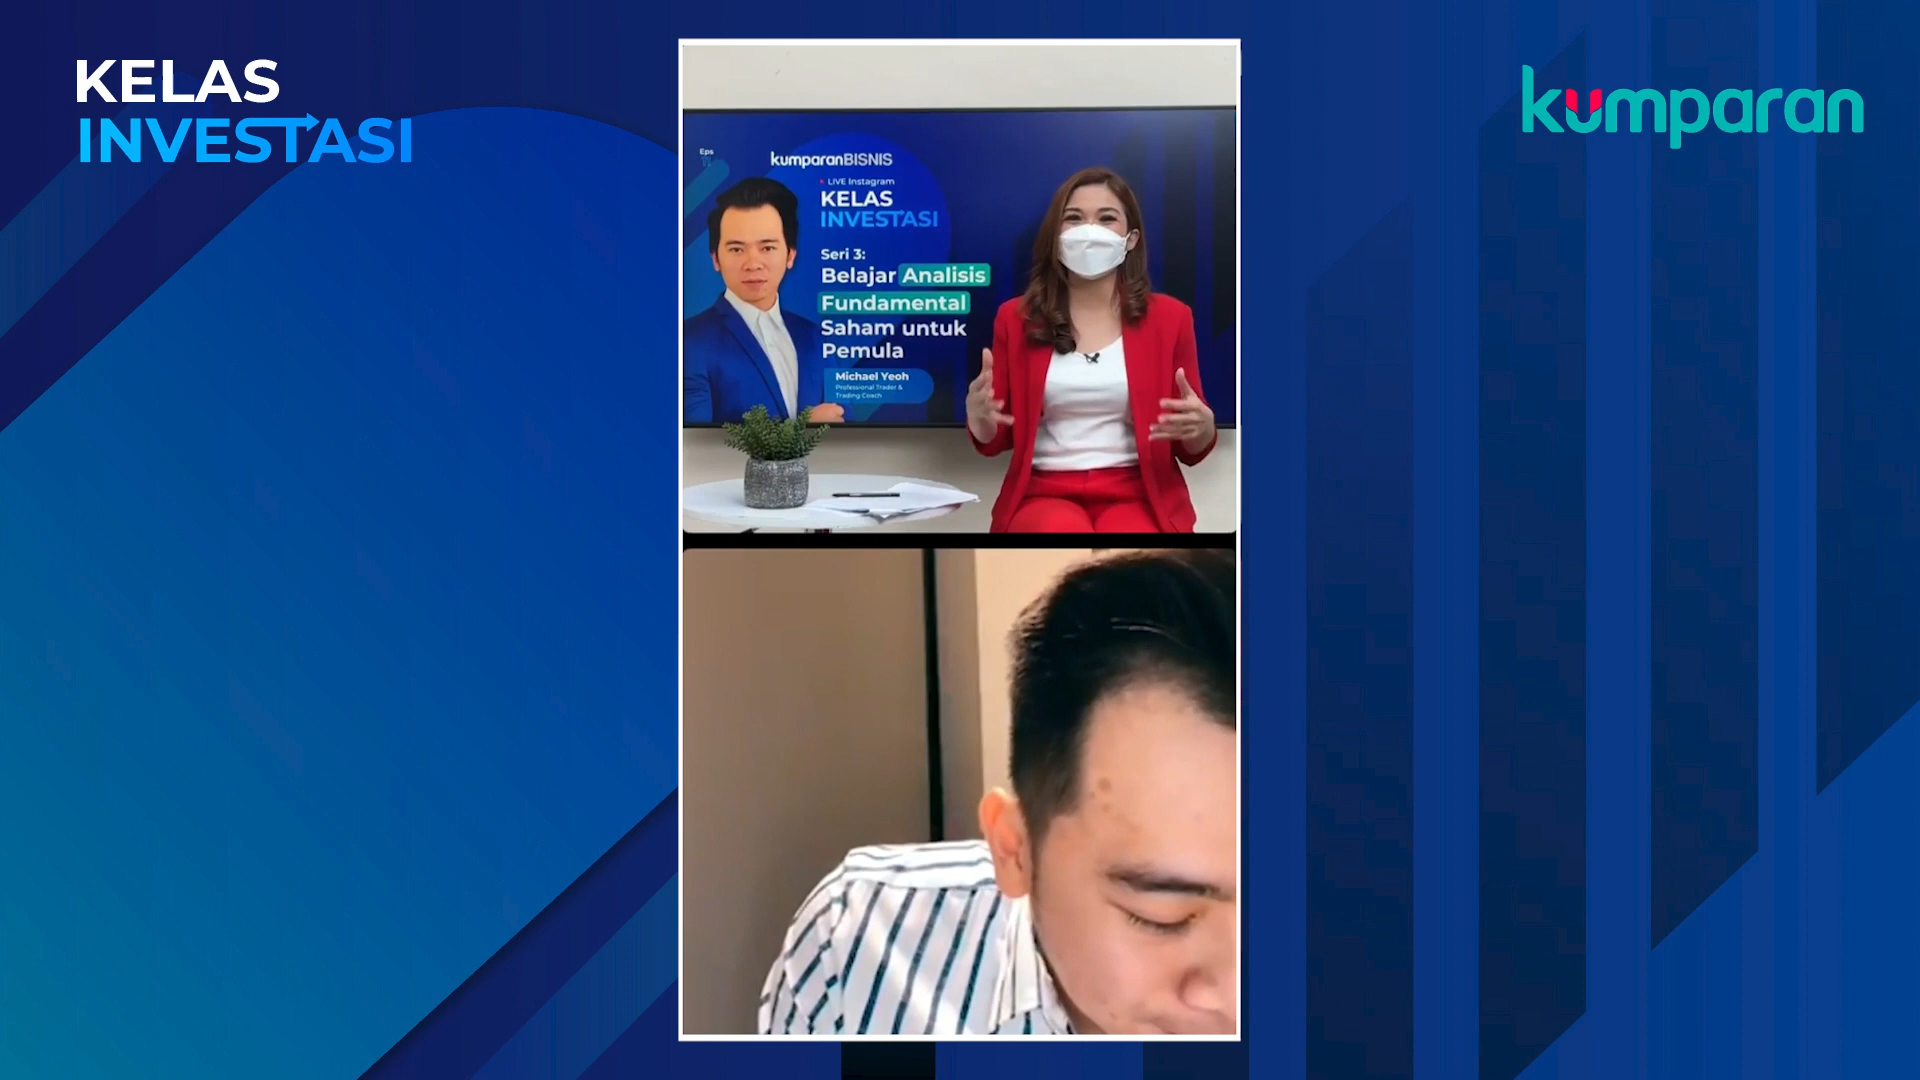 KELAS
INVESTASI
kumparan
Eps
11
kumparanBISNIS
LIVE Instagram
KELAS
INVESTASI
Seri 3:
Belajar Analisis
Fundamental
Saham untuk
Pemula
Michael Yeoh
Professional Trader &
Trading Coach